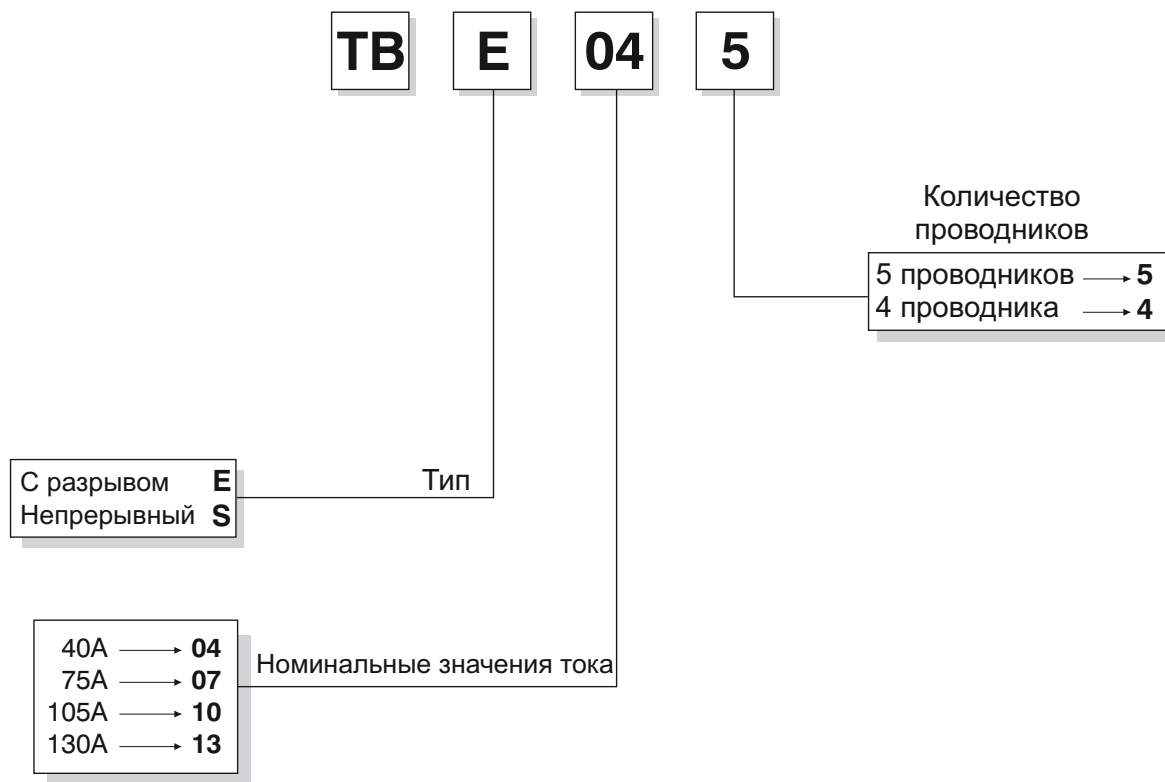 TB E 04 5
Количество
проводников
5 проводников → 5
4 проводника → 4
С разрывом E
Непрерывный S
Тип
40A → 04
75A → 07
105A → 10
130A → 13
Номинальные значения тока